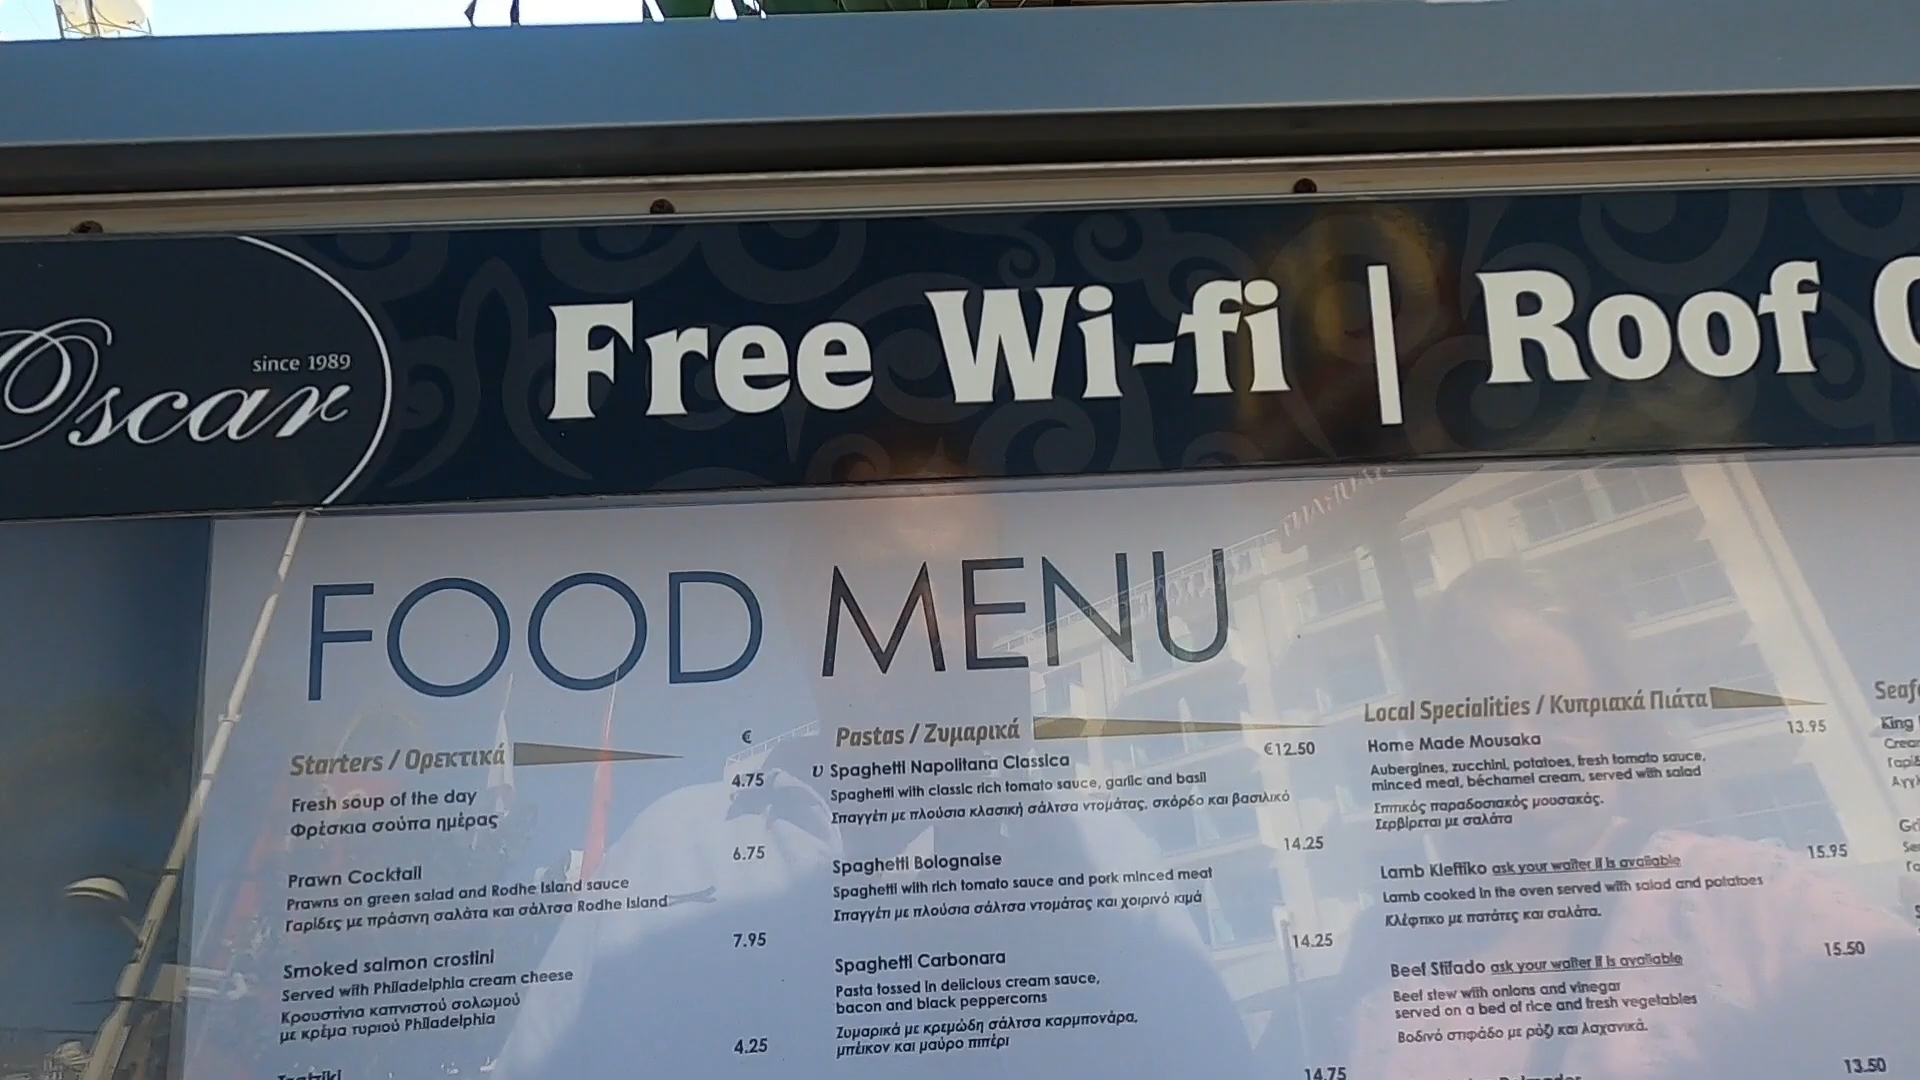 since 1989
Oscar
Free Wi-fi | Roof
FOOD MENU
Starters / Ορεκτικά
€
Fresh soup of the day 4.75
Φρέσκια σούπα ημέρας
Prawn Cocktail 6.75
Prawns on green salad and Rodhe Island sauce
Γαρίδες με πράσινη σαλάτα και σάλτσα Rodhe Island
Smoked salmon crostini 7.95
Served with Philadelphia cream cheese
Κρουστίνια καπνιστού σολωμού
με κρέμα τυριού Philadelphia
4.25
Pastas / Ζυμαρικά
υ Spaghetti Napolitana Classica €12.50
Spaghetti with classic rich tomato sauce, garlic and basil
Σπαγγέτι με πλούσια κλασική σάλτσα ντομάτας, σκόρδο και βασιλικό
Spaghetti Bolognaise 14.25
Spaghetti with rich tomato sauce and pork minced meat
Σπαγγέτι με πλούσια σάλτσα ντομάτας και χοιρινό κιμά
Spaghetti Carbonara 14.25
Pasta tossed in delicious cream sauce,
bacon and black peppercorns
Ζυμαρικά με κρεμώδη σάλτσα καρμπονάρα,
μπέικον και μαύρο πιπέρι
14.75
Local Specialities / Κυπριακά Πιάτα
Home Made Mousaka 13.95
Aubergines, zucchini, potatoes, fresh tomato sauce,
minced meat, béchamel cream, served with salad
Σπιτικός παραδοσιακός μουσακάς.
Σερβίρεται με σαλάτα
Lamb Kleftiko ask your waiter if is available 15.95
Lamb cooked in the oven served with salad and potatoes
Κλέφτικο με πατάτες και σαλάτα.
Beef Stifado ask your waiter if is available 15.50
Beef stew with onions and vinegar
served on a bed of rice and fresh vegetables
Βοδινό στιφάδο με ρύζι και λαχανικά.
13.50
King